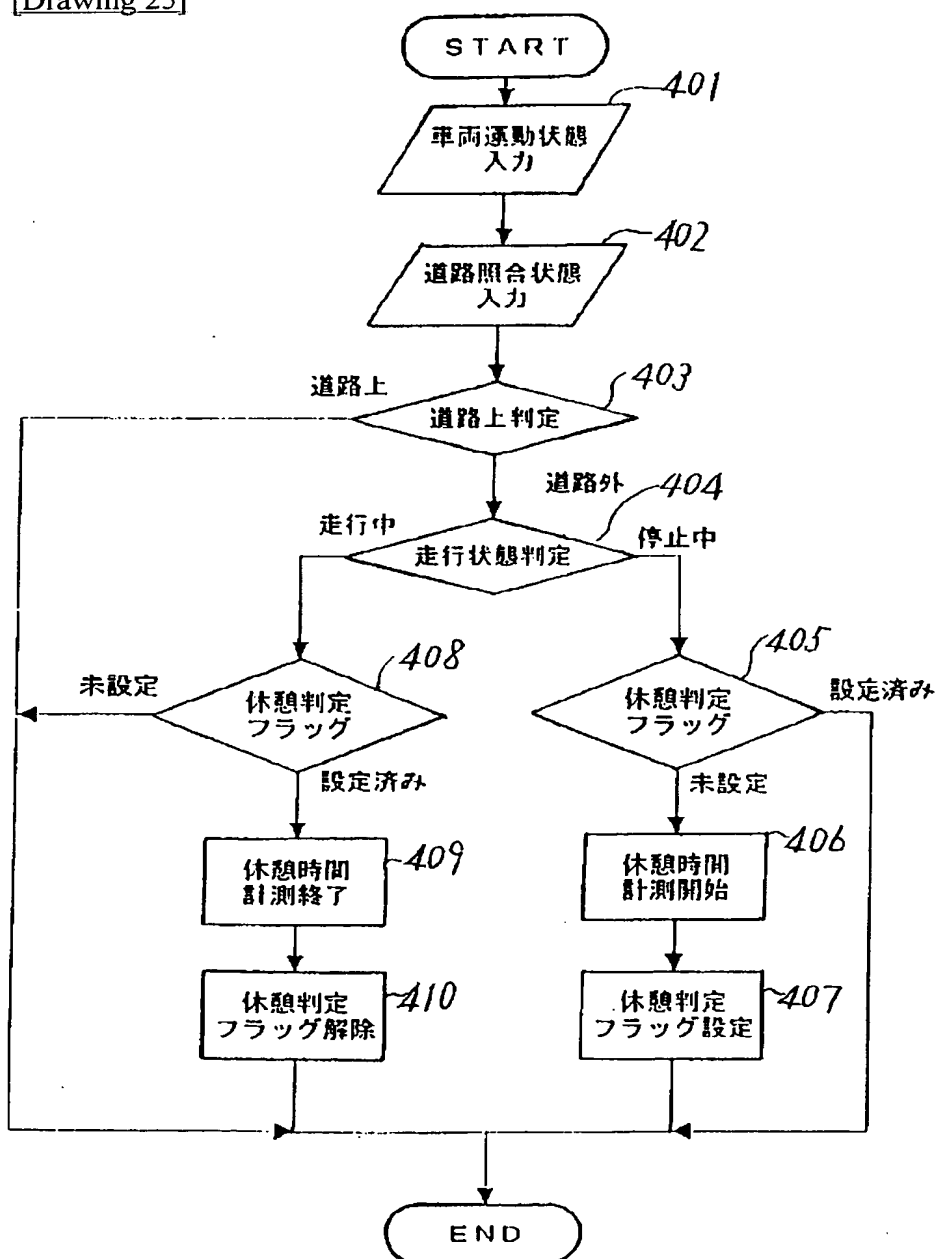 [Drawing 25]
START
401
車両運動状態
入力
402
道路照合状態
入力
403
道路上
道路上判定
道路外
404
走行中
走行状態判定
停止中
408
405
未設定
休憩判定
フラッグ
休憩判定
フラッグ
設定済み
設定済み
未設定
409
406
休憩時間
計測終了
休憩時間
計測開始
410
407
休憩判定
フラッグ解除
休憩判定
フラッグ設定
END